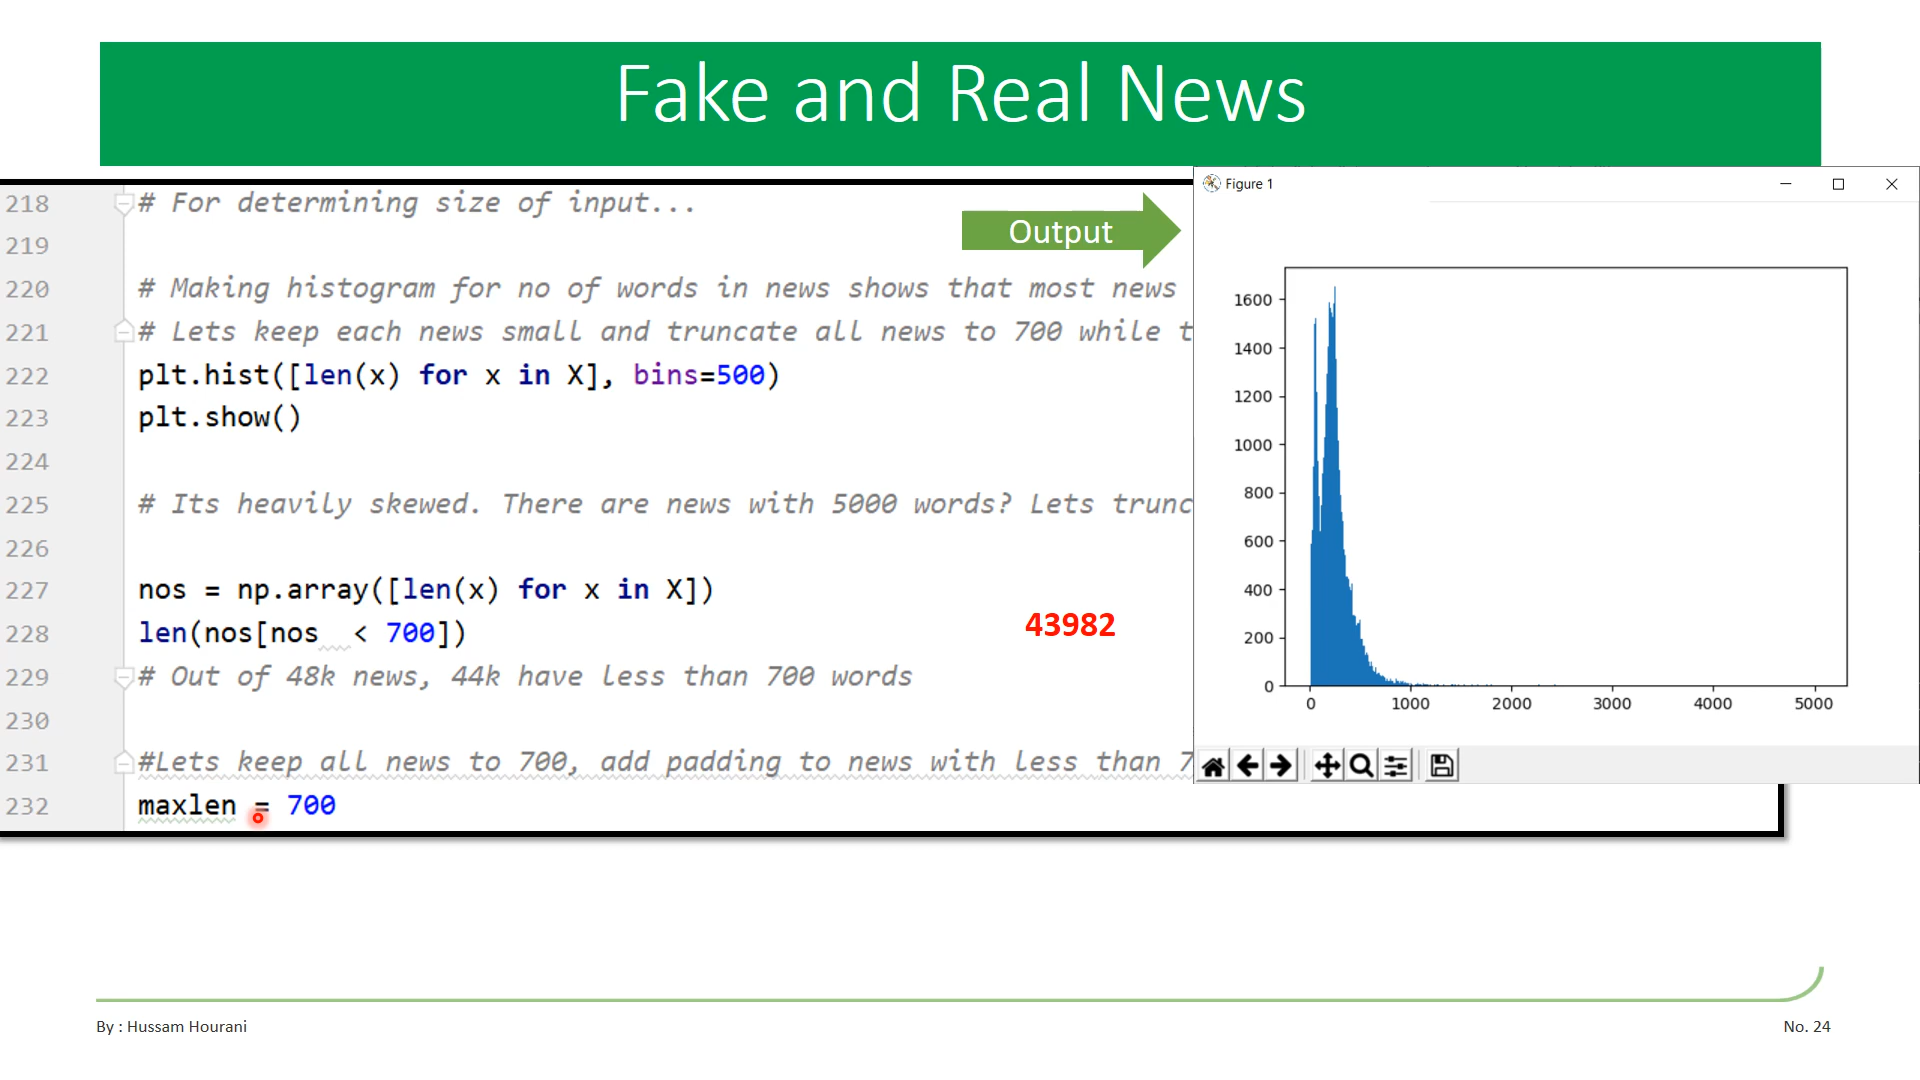 Fake and Real News
218 # For determining size of input...
219
220 # Making histogram for no of words in news shows that most news
221 # Lets keep each news small and truncate all news to 700 while t
222 plt.hist([len(x) for x in X], bins=500)
223 plt.show()
224
225 # Its heavily skewed. There are news with 5000 words? Lets trunc
226
227 nos = np.array([len(x) for x in X])
228 len(nos[nos  < 700])
229 # Out of 48k news, 44k have less than 700 words
230
231 #Lets keep all news to 700, add padding to news with less than 7
232 maxlen = 700
Output
43982
Figure 1
1600
1400
1200
1000
800
600
400
200
0
0 1000 2000 3000 4000 5000
By : Hussam Hourani
No. 24